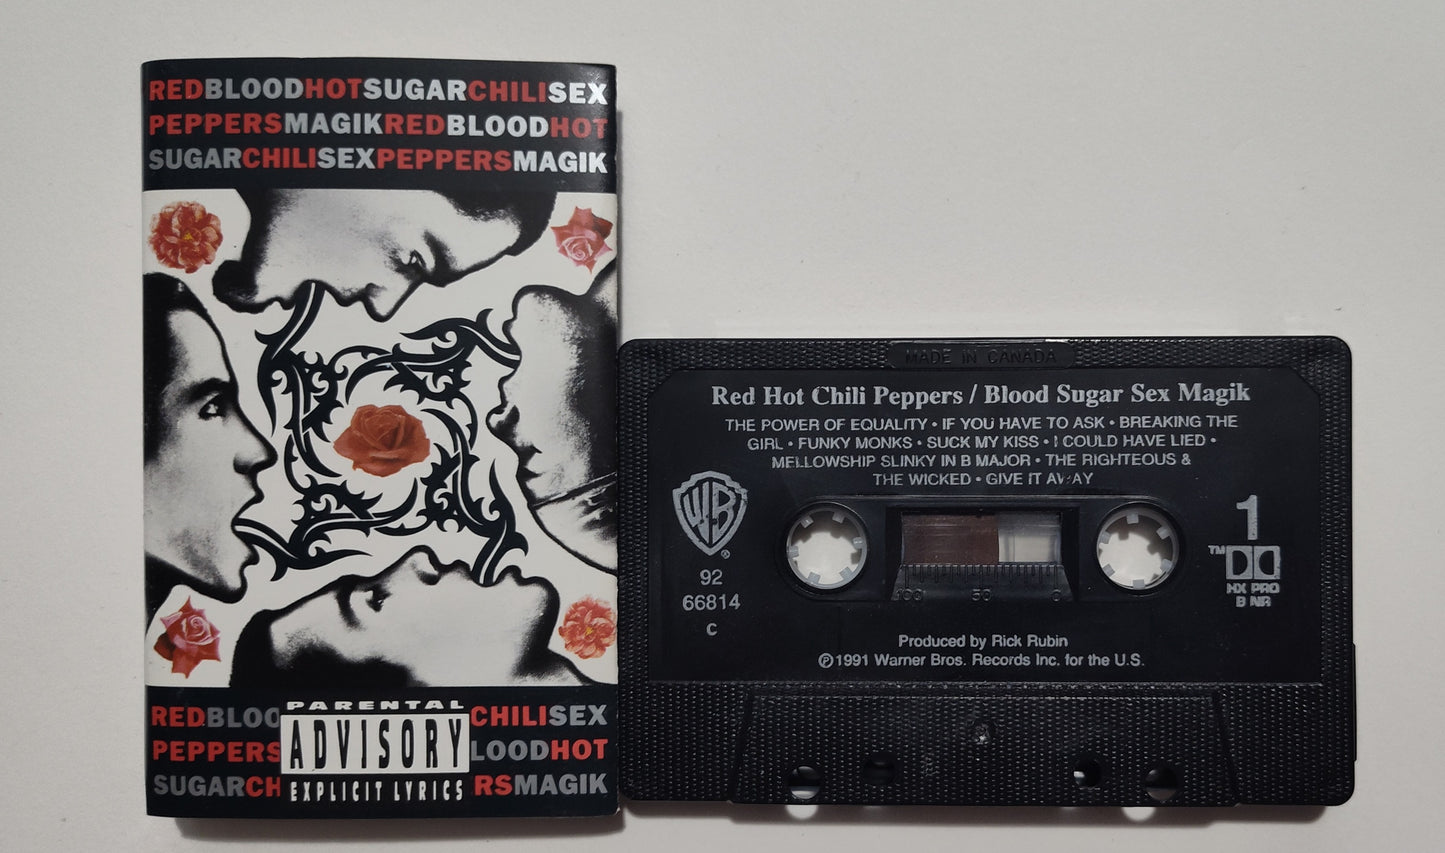 REDBLOODHOTSUGARCHILISEX
PEPPERSMAGIKREDBLOODHOT
SUGARCHILISEXPEPPERSMAGIK
REDBLOO CHILISEX
PEPPERS LOODHOT
SUGARCH RSMAGIK
PARENTAL
ADVISORY
EXPLICIT LYRICS
MADE IN CANADA
Red Hot Chili Peppers / Blood Sugar Sex Magik
THE POWER OF EQUALITY • IF YOU HAVE TO ASK • BREAKING THE
GIRL • FUNKY MONKS • SUCK MY KISS • I COULD HAVE LIED •
MELLOWSHIP SLINKY IN B MAJOR • THE RIGHTEOUS &
THE WICKED • GIVE IT AWAY
WB
®
92
66814
C
100 50 0
1
TM
HX PRO
B NR
Produced by Rick Rubin
℗1991 Warner Bros. Records Inc. for the U.S.